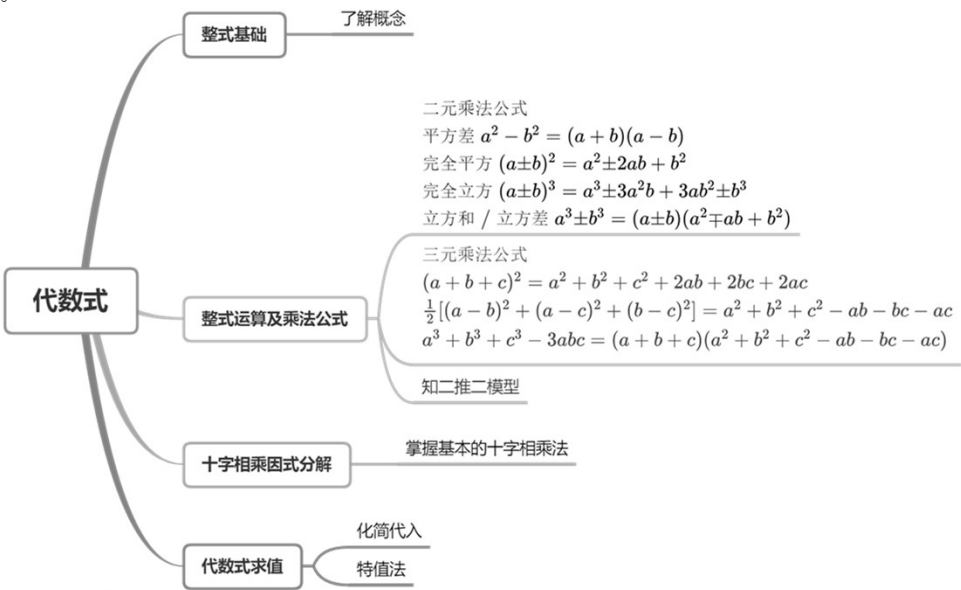 代数式
整式基础
了解概念
整式运算及乘法公式
二元乘法公式
平方差 a² − b² = (a + b)(a − b)
完全平方 (a±b)² = a²±2ab + b²
完全立方 (a±b)³ = a³±3a²b + 3ab²±b³
立方和 / 立方差 a³±b³ = (a±b)(a²∓ab + b²)
三元乘法公式
(a + b + c)² = a² + b² + c² + 2ab + 2bc + 2ac
½[(a − b)² + (a − c)² + (b − c)²] = a² + b² + c² − ab − bc − ac
a³ + b³ + c³ − 3abc = (a + b + c)(a² + b² + c² − ab − bc − ac)
知二推二模型
十字相乘因式分解
掌握基本的十字相乘法
代数式求值
化简代入
特值法